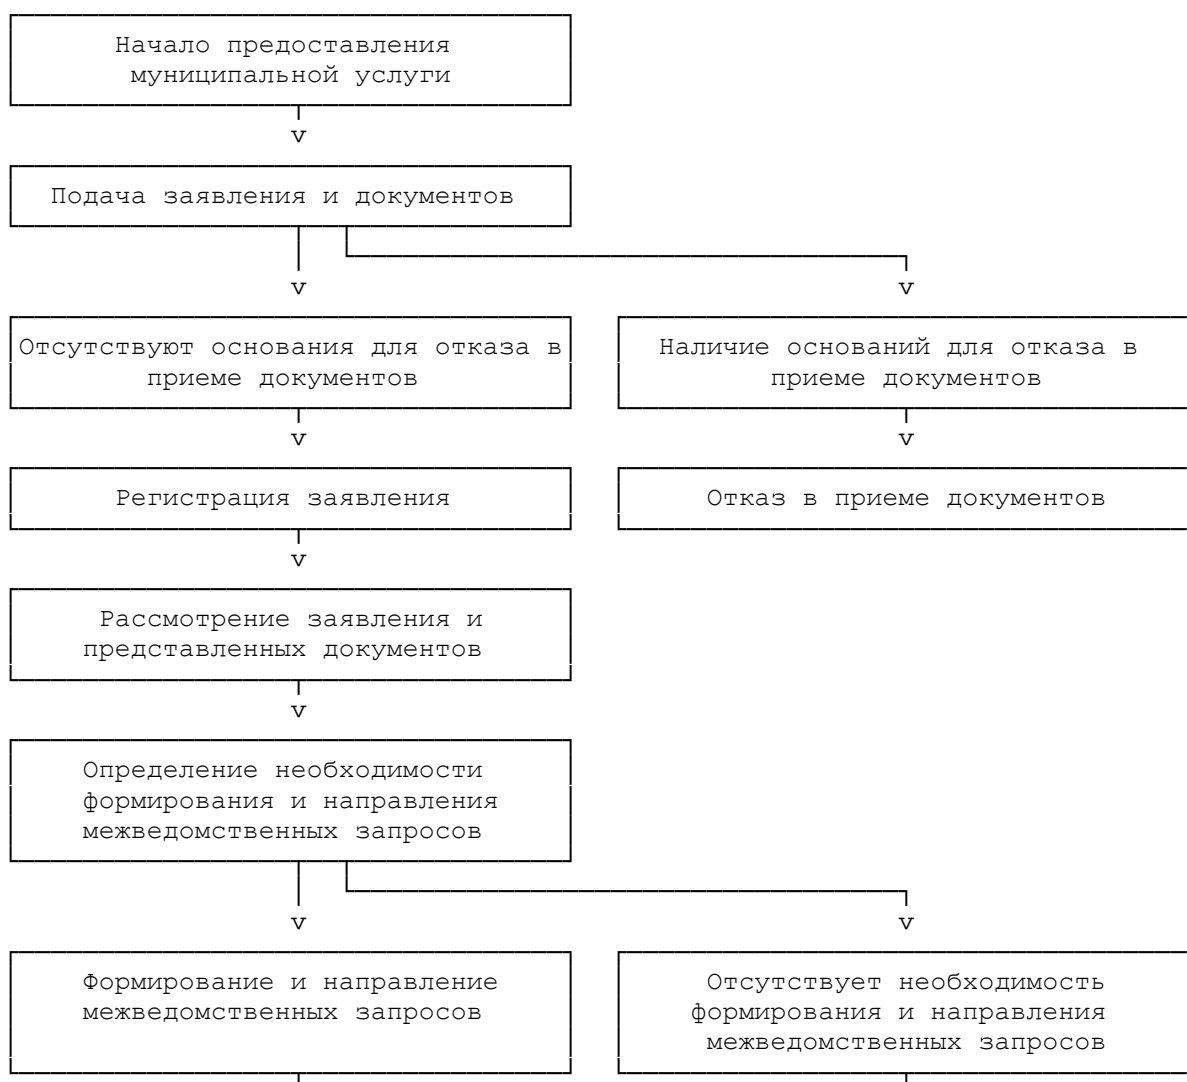 Начало предоставления
муниципальной услуги
v
Подача заявления и документов
v
v
Отсутствуют основания для отказа в
приеме документов
Наличие оснований для отказа в
приеме документов
v
v
Регистрация заявления
Отказ в приеме документов
v
Рассмотрение заявления и
представленных документов
v
Определение необходимости
формирования и направления
межведомственных запросов
v
v
Формирование и направление
межведомственных запросов
Отсутствует необходимость
формирования и направления
межведомственных запросов